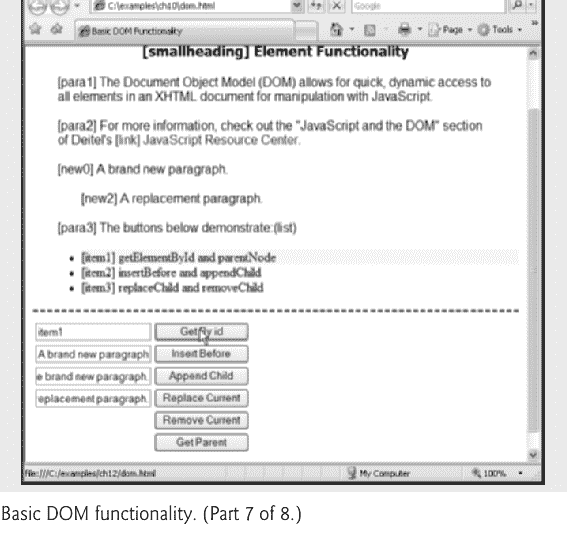 C:\examples\ch10\dom.html
Google
Basic DOM Functionality
Page
Tools
[smallheading] Element Functionality
[para1] The Document Object Model (DOM) allows for quick, dynamic access to
all elements in an XHTML document for manipulation with JavaScript.
[para2] For more information, check out the "JavaScript and the DOM" section
of Deitel's [link] JavaScript Resource Center.
[new0] A brand new paragraph.
[new2] A replacement paragraph.
[para3] The buttons below demonstrate:(list)
• [item1] getElementById and parentNode
• [item2] insertBefore and appendChild
• [item3] replaceChild and removeChild
item1 Get By id
A brand new paragraph Insert Before
e brand new paragraph. Append Child
eplacement paragraph. Replace Current
Remove Current
Get Parent
file:///C:/examples/ch12/dom.html My Computer 100%
Basic DOM functionality. (Part 7 of 8.)